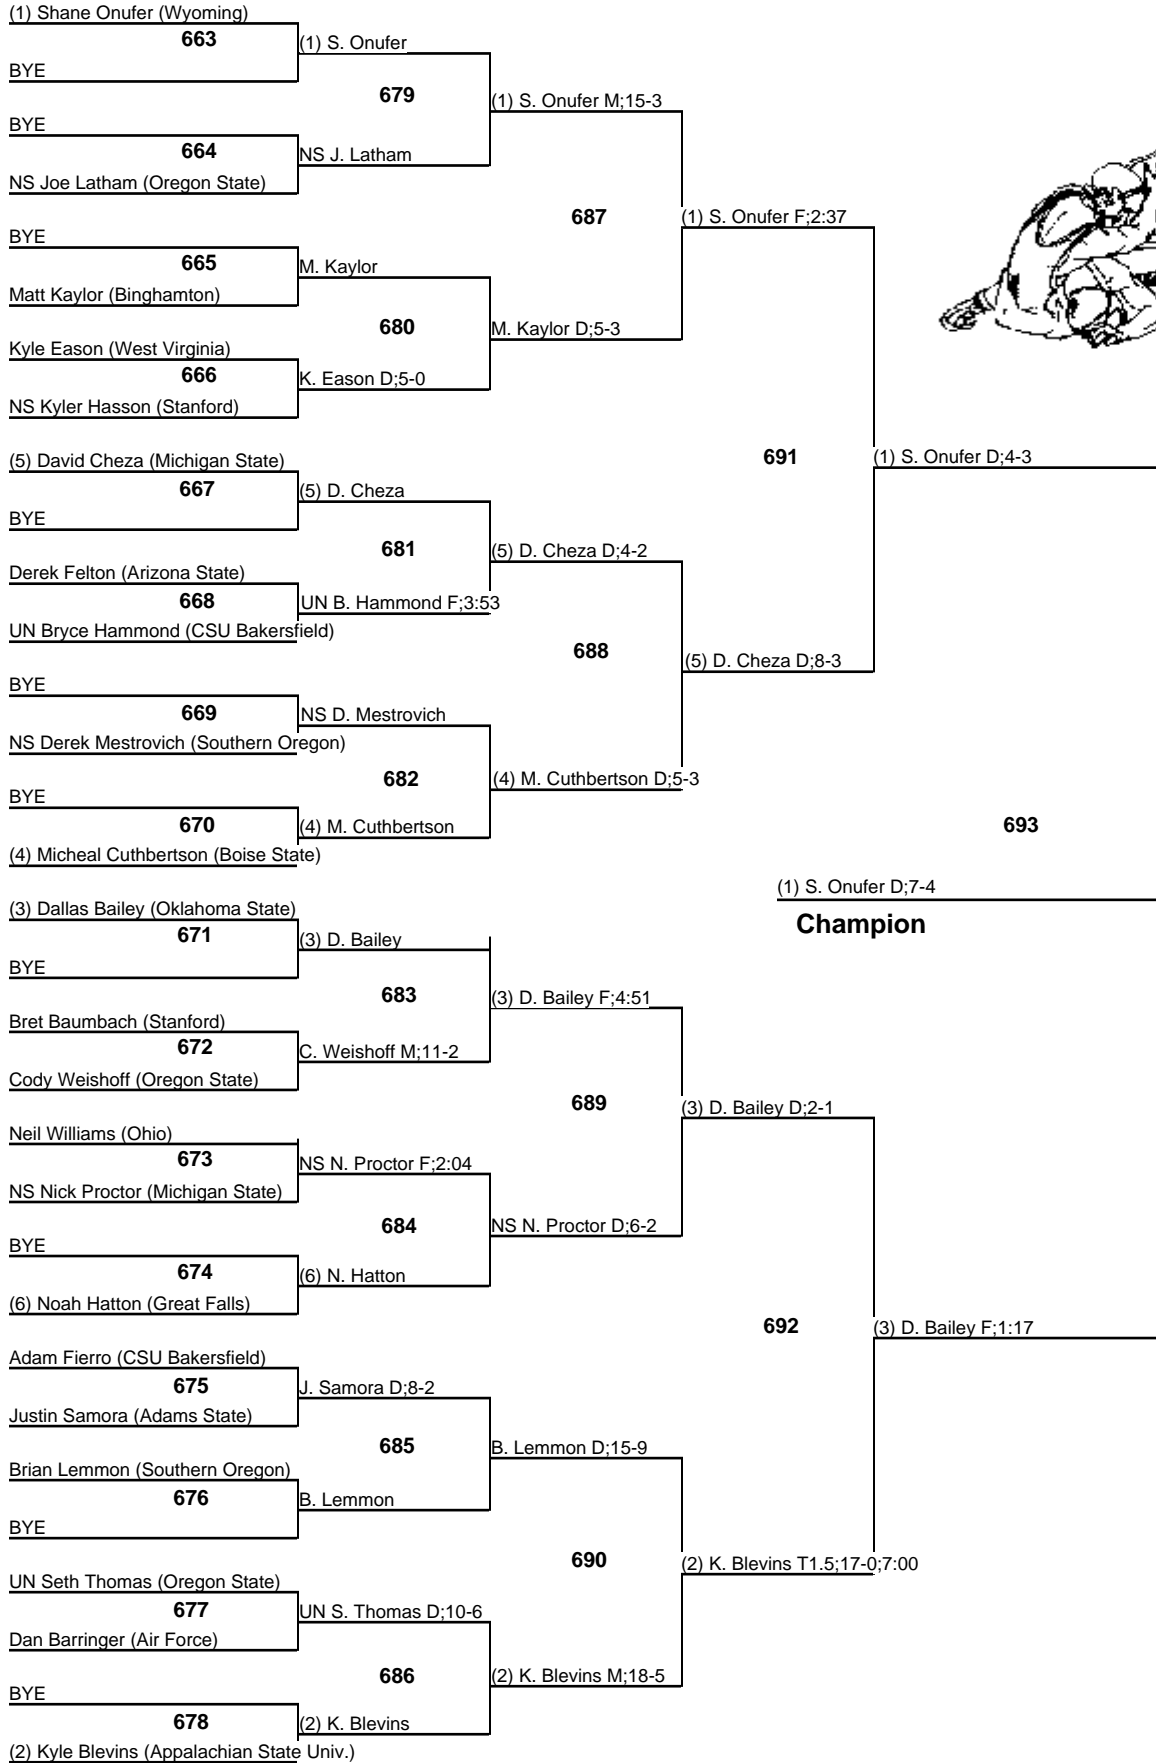 (1) Shane Onufer (Wyoming)
663
(1) S. Onufer
BYE
679
(1) S. Onufer M;15-3
BYE
664
NS J. Latham
NS Joe Latham (Oregon State)
687
(1) S. Onufer F;2:37
BYE
665
M. Kaylor
Matt Kaylor (Binghamton)
680
M. Kaylor D;5-3
Kyle Eason (West Virginia)
666
K. Eason D;5-0
NS Kyler Hasson (Stanford)
691
(1) S. Onufer D;4-3
(5) David Cheza (Michigan State)
667
(5) D. Cheza
BYE
681
(5) D. Cheza D;4-2
Derek Felton (Arizona State)
668
UN B. Hammond F;3:53
UN Bryce Hammond (CSU Bakersfield)
688
(5) D. Cheza D;8-3
BYE
669
NS D. Mestrovich
NS Derek Mestrovich (Southern Oregon)
682
(4) M. Cuthbertson D;5-3
BYE
670
(4) M. Cuthbertson
(4) Micheal Cuthbertson (Boise State)
693
(1) S. Onufer D;7-4
Champion
(3) Dallas Bailey (Oklahoma State)
671
(3) D. Bailey
BYE
683
(3) D. Bailey F;4:51
Bret Baumbach (Stanford)
672
C. Weishoff M;11-2
Cody Weishoff (Oregon State)
689
(3) D. Bailey D;2-1
Neil Williams (Ohio)
673
NS N. Proctor F;2:04
NS Nick Proctor (Michigan State)
684
NS N. Proctor D;6-2
BYE
674
(6) N. Hatton
(6) Noah Hatton (Great Falls)
692
(3) D. Bailey F;1:17
Adam Fierro (CSU Bakersfield)
675
J. Samora D;8-2
Justin Samora (Adams State)
685
B. Lemmon D;15-9
Brian Lemmon (Southern Oregon)
676
B. Lemmon
BYE
690
(2) K. Blevins T1.5;17-0;7:00
UN Seth Thomas (Oregon State)
677
UN S. Thomas D;10-6
Dan Barringer (Air Force)
686
(2) K. Blevins M;18-5
BYE
678
(2) K. Blevins
(2) Kyle Blevins (Appalachian State Univ.)